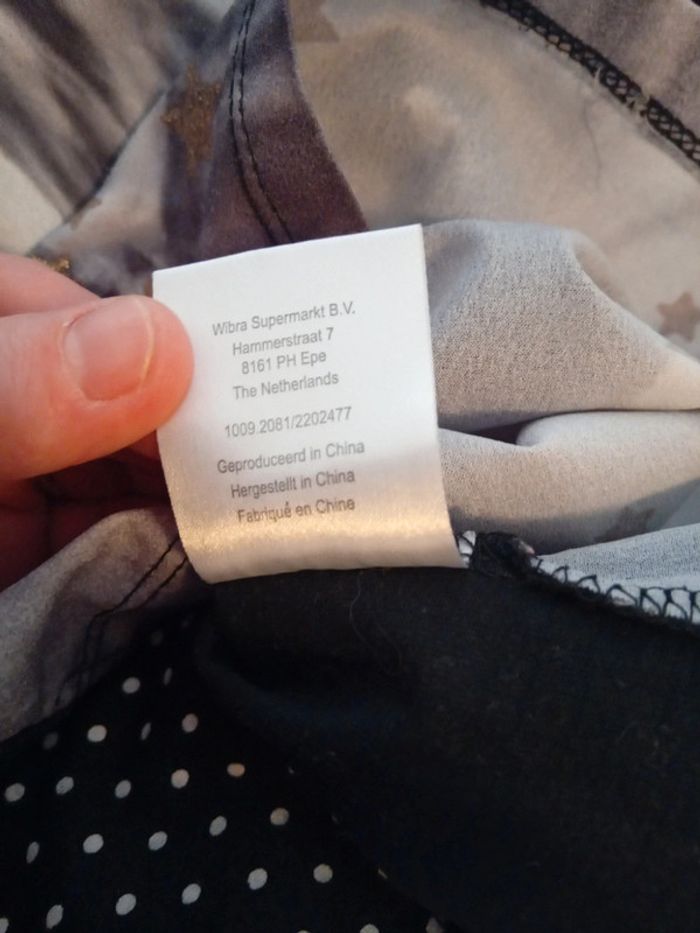 Wibra Supermarkt B.V.
Hammerstraat 7
8161 PH Epe
The Netherlands
1009.2081/2202477
Geproduceerd in China
Hergestellt in China
Fabriqué en Chine